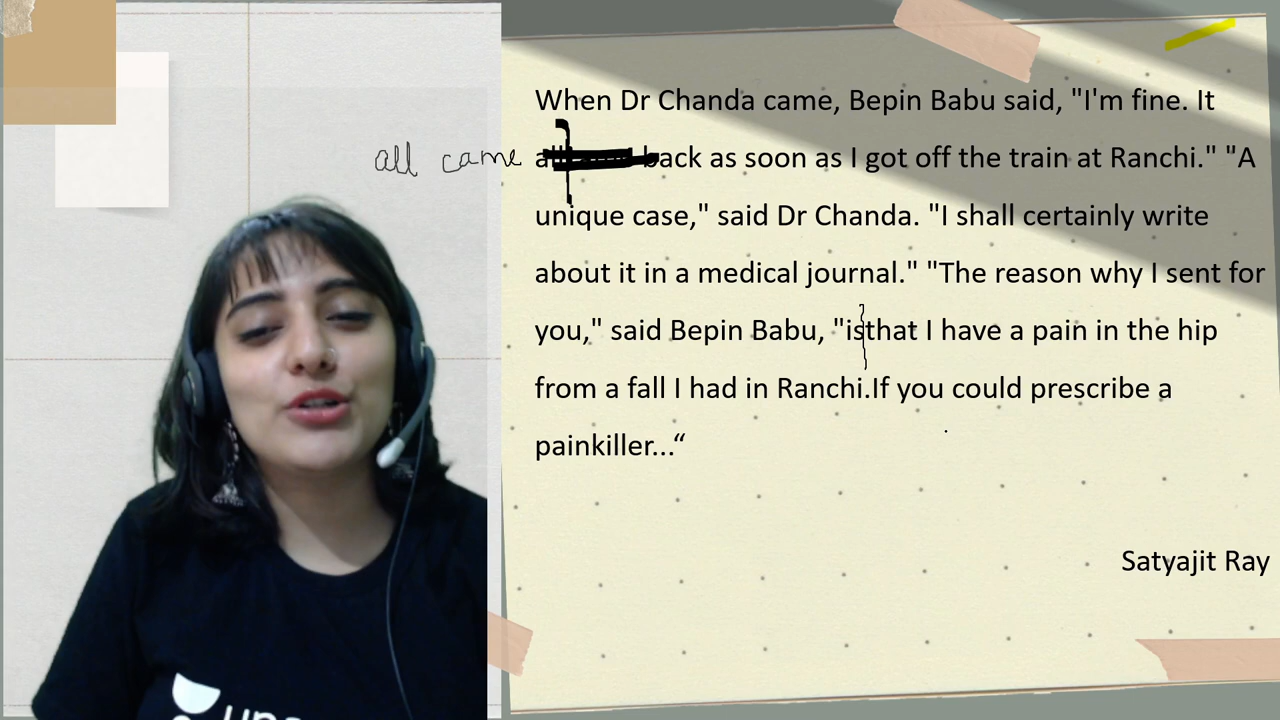 When Dr Chanda came, Bepin Babu said, "I'm fine. It
all came back as soon as I got off the train at Ranchi." "A
unique case," said Dr Chanda. "I shall certainly write
about it in a medical journal." "The reason why I sent for
you," said Bepin Babu, "isthat I have a pain in the hip
from a fall I had in Ranchi.If you could prescribe a
painkiller...“
Satyajit Ray